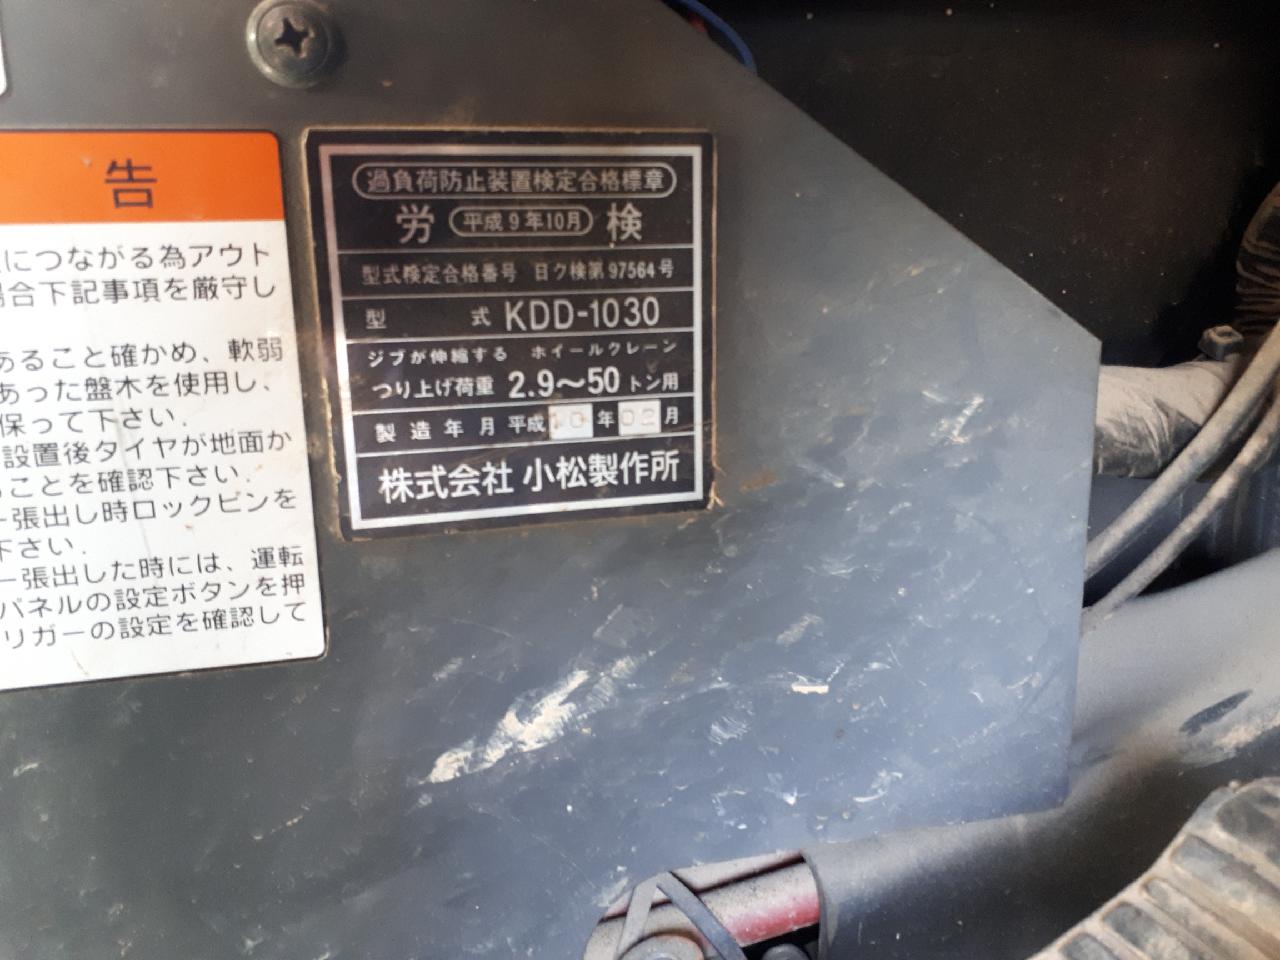 告
につながる為アウト
場合下記事項を厳守し
あること確かめ、軟弱
あった盤木を使用し、
保って下さい.
設置後タイヤが地面か
ことを確認下さい.
ー張出し時ロックピンを
下さい.
ー張出した時には、運転
パネルの設定ボタンを押
リガーの設定を確認して
過負荷防止装置検定合格標章
労 平成9年10月 検
型式検定合格番号 日ク検第97564号
型 式 KDD-1030
ジブが伸縮する ホイールクレーン
つり上げ荷重 2.9～50トン用
製造年月 平成10年02月
株式会社 小松製作所